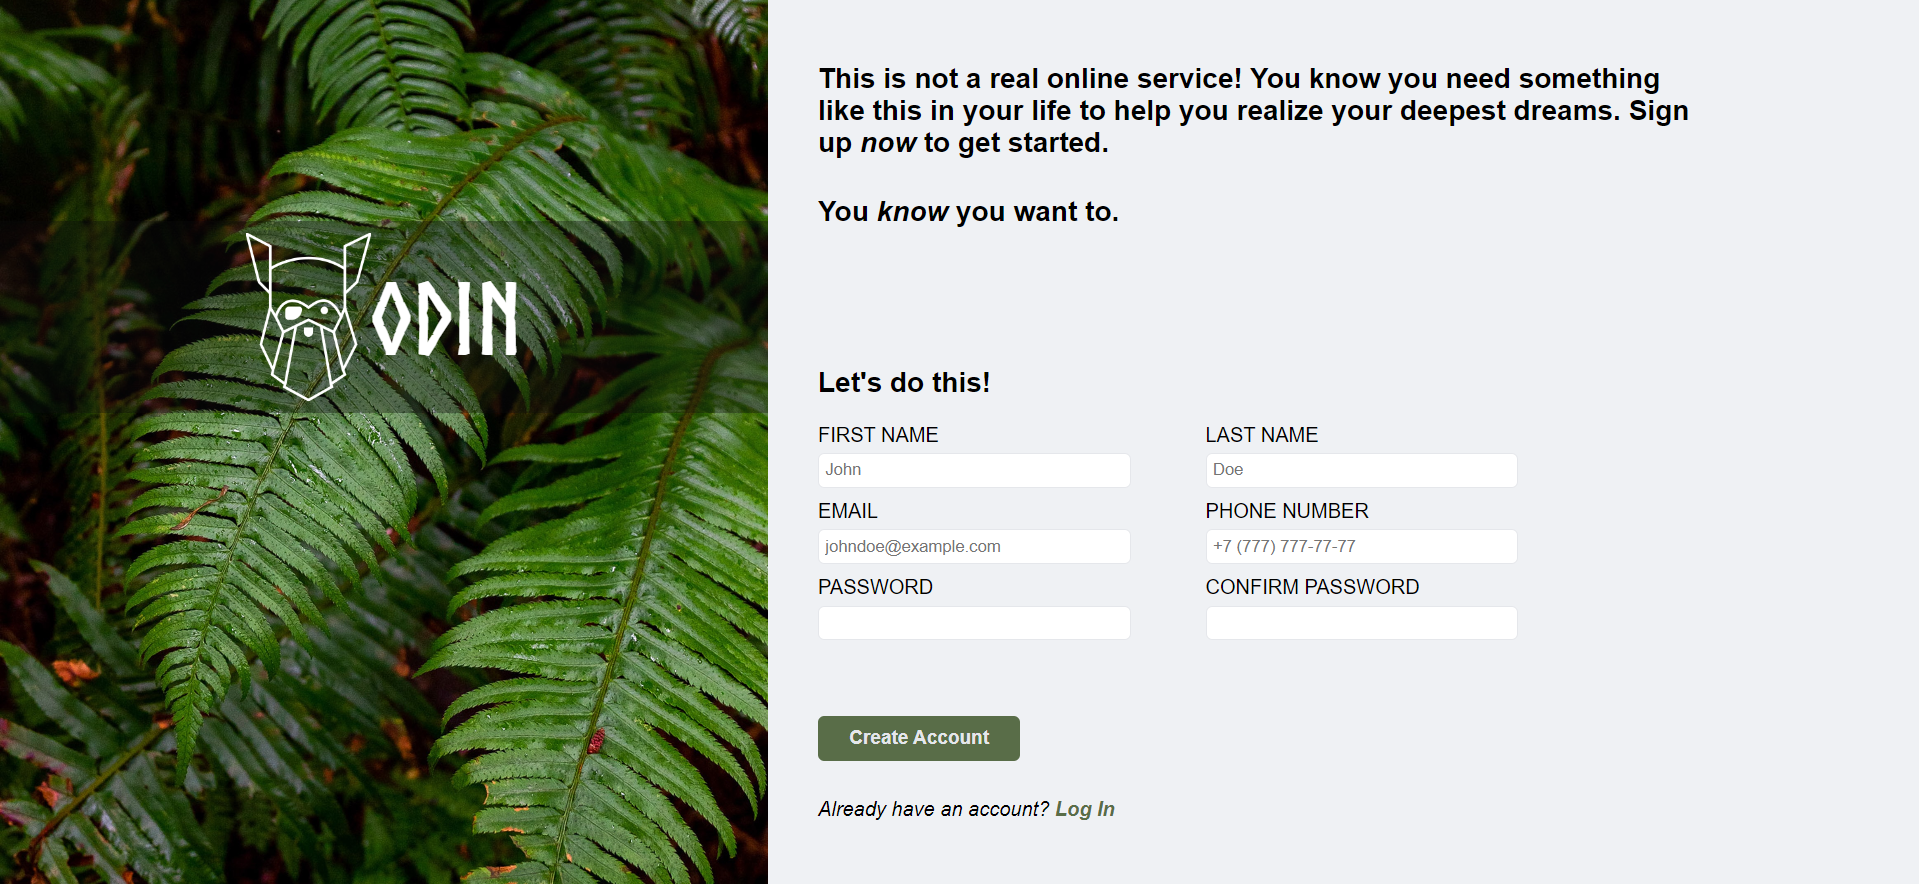 ODIN
This is not a real online service! You know you need something
like this in your life to help you realize your deepest dreams. Sign
up now to get started.
You know you want to.
Let's do this!
FIRST NAME
LAST NAME
John
Doe
EMAIL
PHONE NUMBER
johndoe@example.com
+7 (777) 777-77-77
PASSWORD
CONFIRM PASSWORD
Create Account
Already have an account? Log In